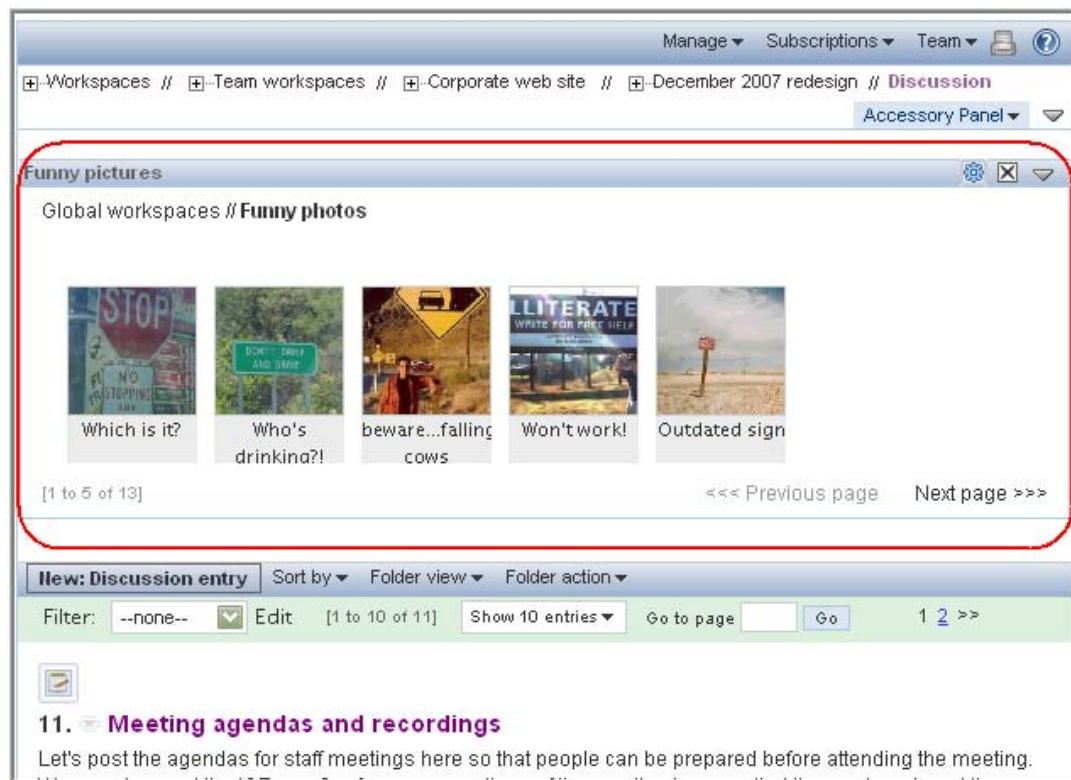 Manage Subscriptions Team
Workspaces // Team workspaces // Corporate web site // December 2007 redesign // Discussion
Accessory Panel
Funny pictures
Global workspaces // Funny photos
STOP
NO
STOPPING
ANY
DON'T DRINK
AND DRIVE
LLITERATE
WRITE FOR FREE HELP
Which is it?
Who's
drinking?!
beware...falling
cows
Won't work!
Outdated sign
[1 to 5 of 13] <<< Previous page Next page >>>
New: Discussion entry Sort by Folder view Folder action
Filter: --none-- Edit [1 to 10 of 11] Show 10 entries Go to page Go 1 2 >>
11. Meeting agendas and recordings
Let's post the agendas for staff meetings here so that people can be prepared before attending the meeting.